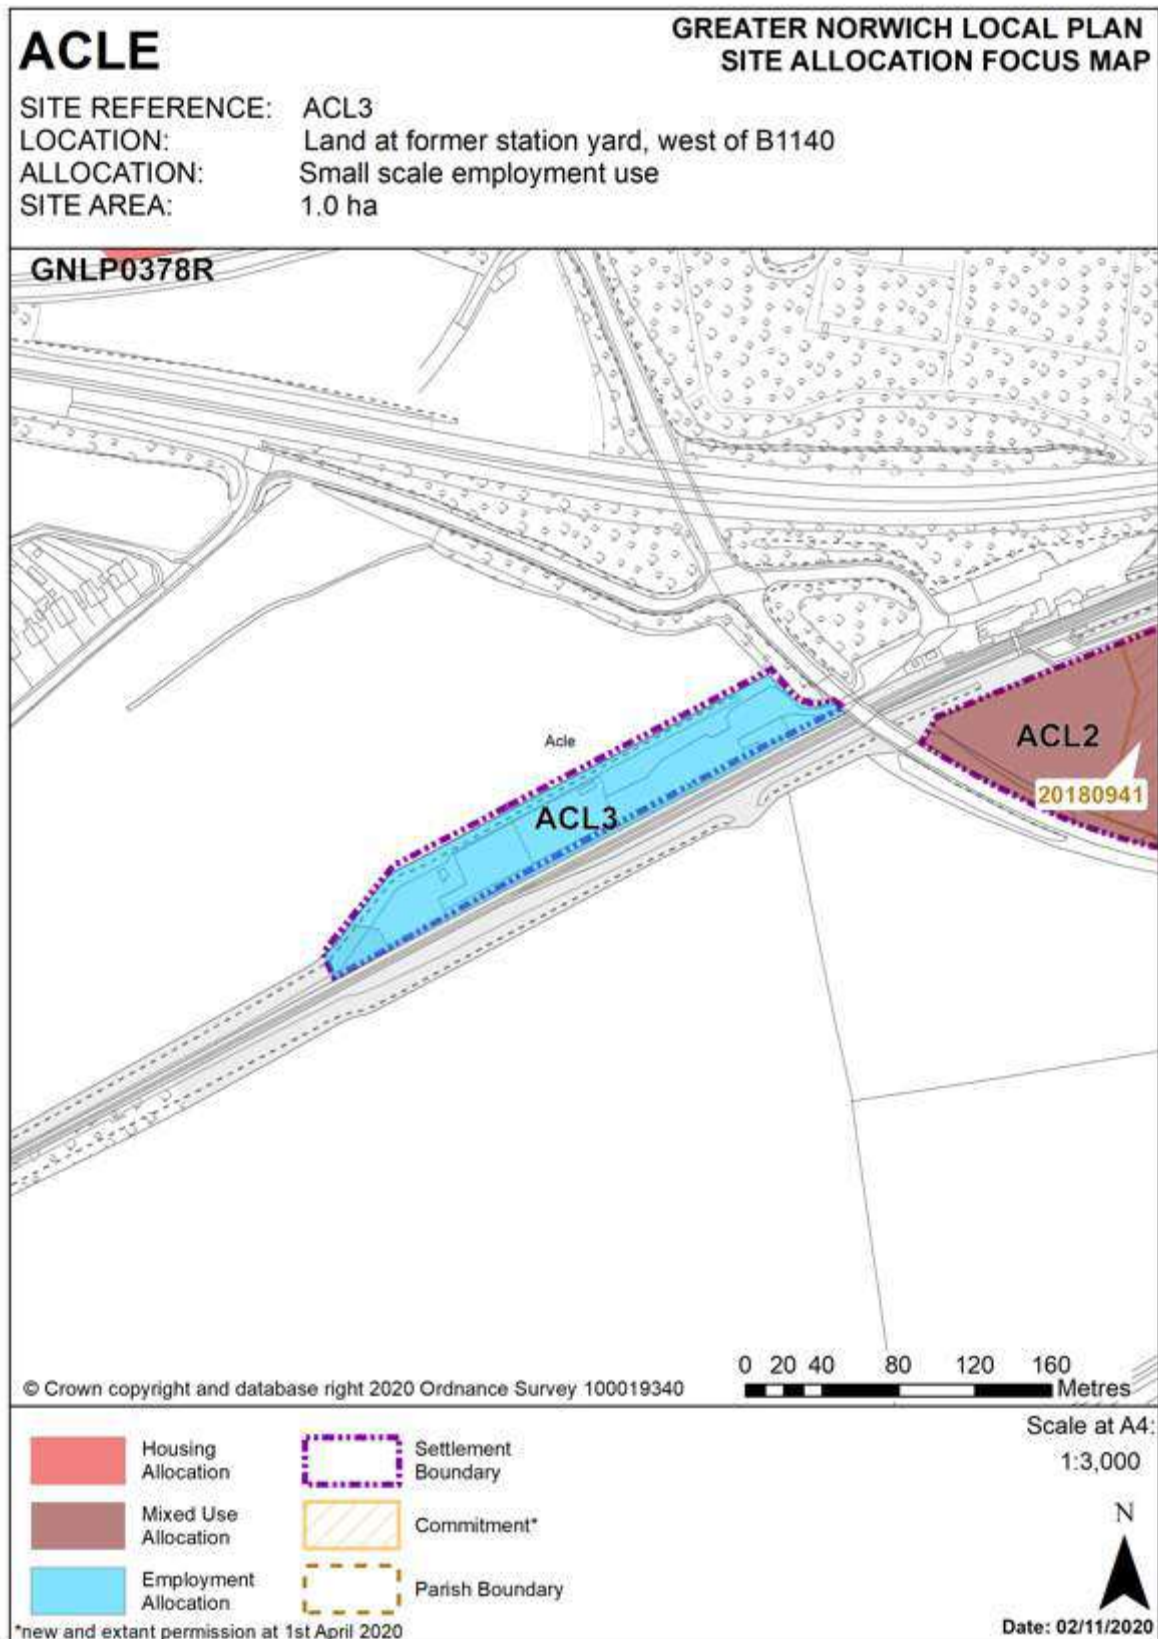 ACLE
GREATER NORWICH LOCAL PLAN
SITE ALLOCATION FOCUS MAP
SITE REFERENCE: ACL3
LOCATION: Land at former station yard, west of B1140
ALLOCATION: Small scale employment use
SITE AREA: 1.0 ha
GNLP0378R
Acle
ACL3
ACL2
20180941
0 20 40 80 120 160
Metres
© Crown copyright and database right 2020 Ordnance Survey 100019340
Housing
Allocation
Mixed Use
Allocation
Employment
Allocation
Settlement
Boundary
Commitment*
Parish Boundary
*new and extant permission at 1st April 2020
Scale at A4:
1:3,000
N
Date: 02/11/2020